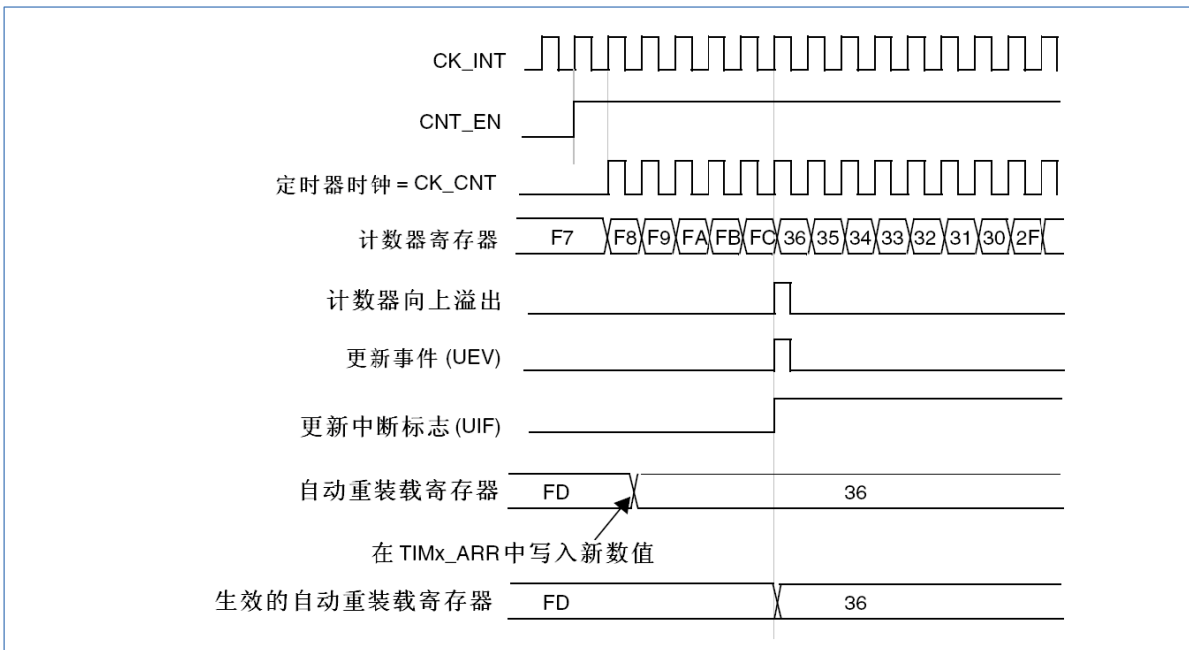 CK_INT
CNT_EN
定时器时钟 = CK_CNT
计数器寄存器 F7 F8 F9 FA FB FC 36 35 34 33 32 31 30 2F
计数器向上溢出
更新事件 (UEV)
更新中断标志 (UIF)
自动重装载寄存器 FD 36
在 TIMx_ARR 中写入新数值
生效的自动重装载寄存器 FD 36